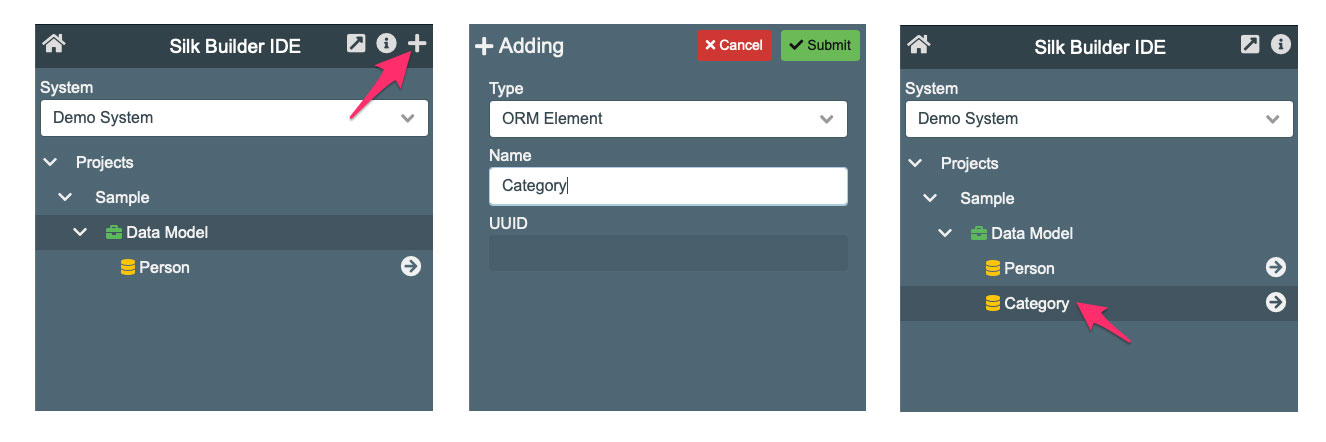 Silk Builder IDE
System
Demo System
Projects
Sample
Data Model
Person
Adding
Cancel
Submit
Type
ORM Element
Name
Category
UUID
Silk Builder IDE
System
Demo System
Projects
Sample
Data Model
Person
Category